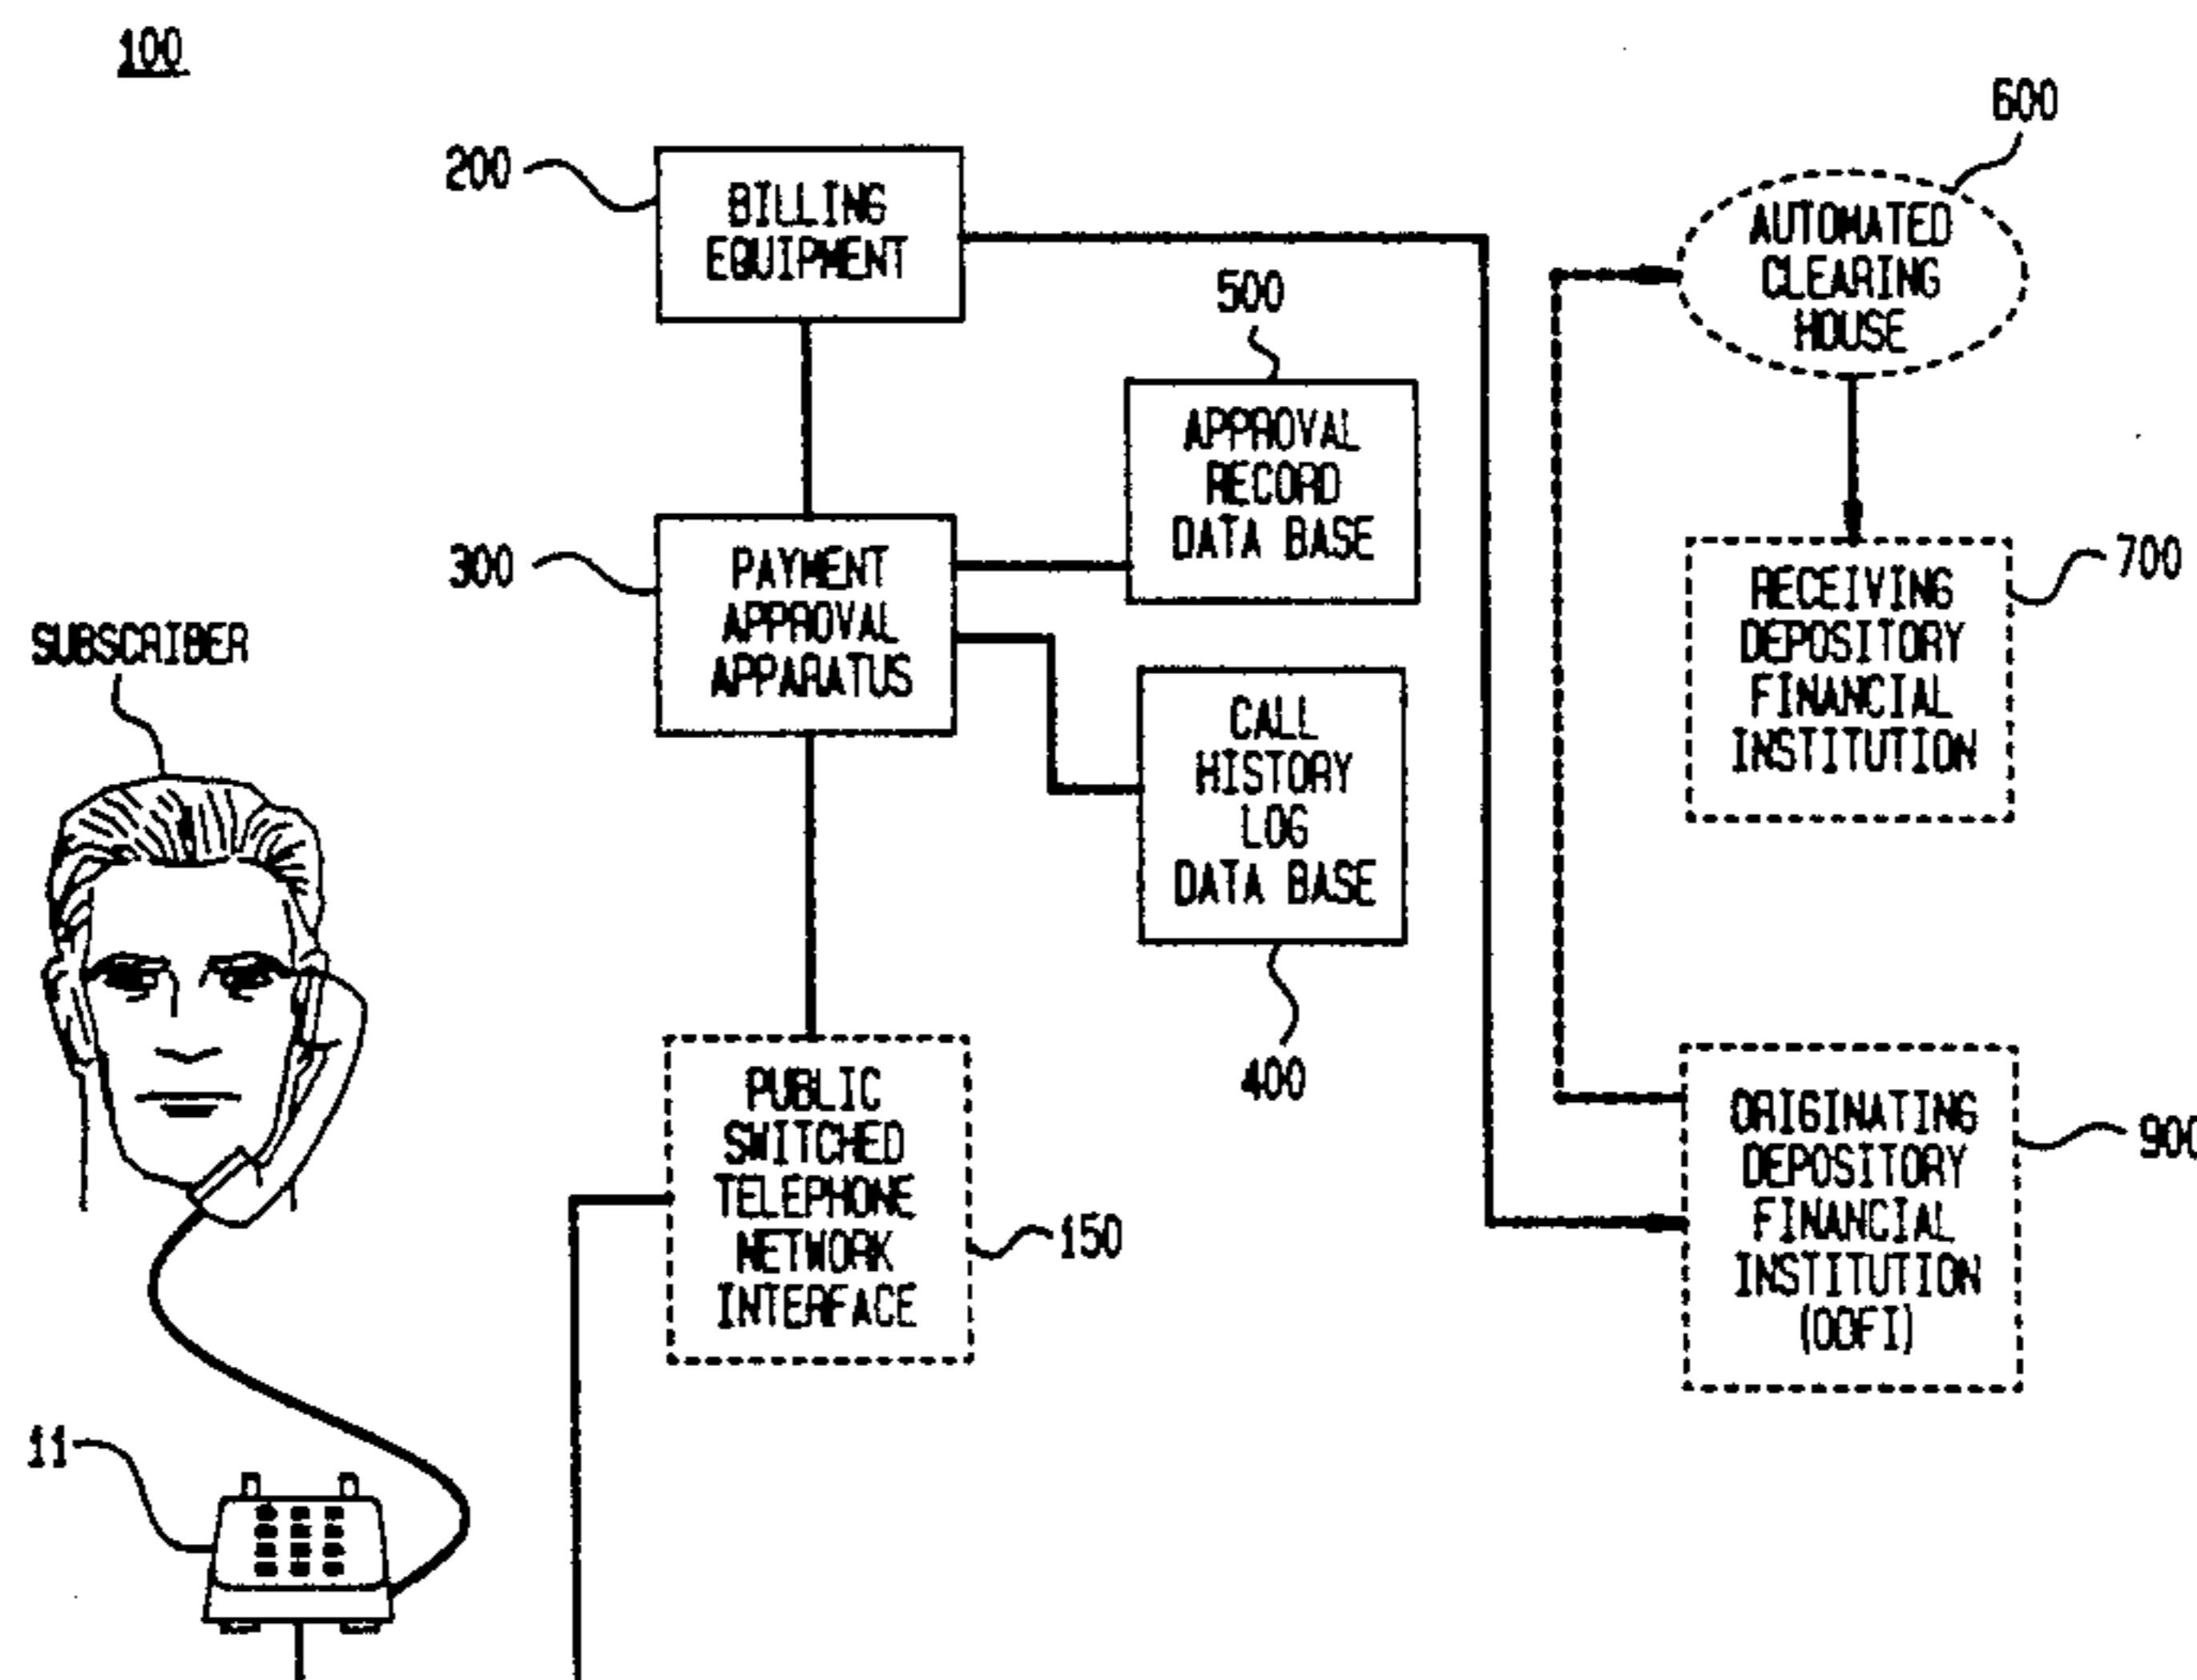 100
200
BILLING
EQUIPMENT
600
AUTOMATED
CLEARING
HOUSE
500
APPROVAL
RECORD
DATA BASE
300
PAYMENT
APPROVAL
APPARATUS
RECEIVING
DEPOSITORY
FINANCIAL
INSTITUTION
700
SUBSCRIBER
CALL
HISTORY
LOG
DATA BASE
400
PUBLIC
SWITCHED
TELEPHONE
NETWORK
INTERFACE
150
ORIGINATING
DEPOSITORY
FINANCIAL
INSTITUTION
(ODFI)
900
11